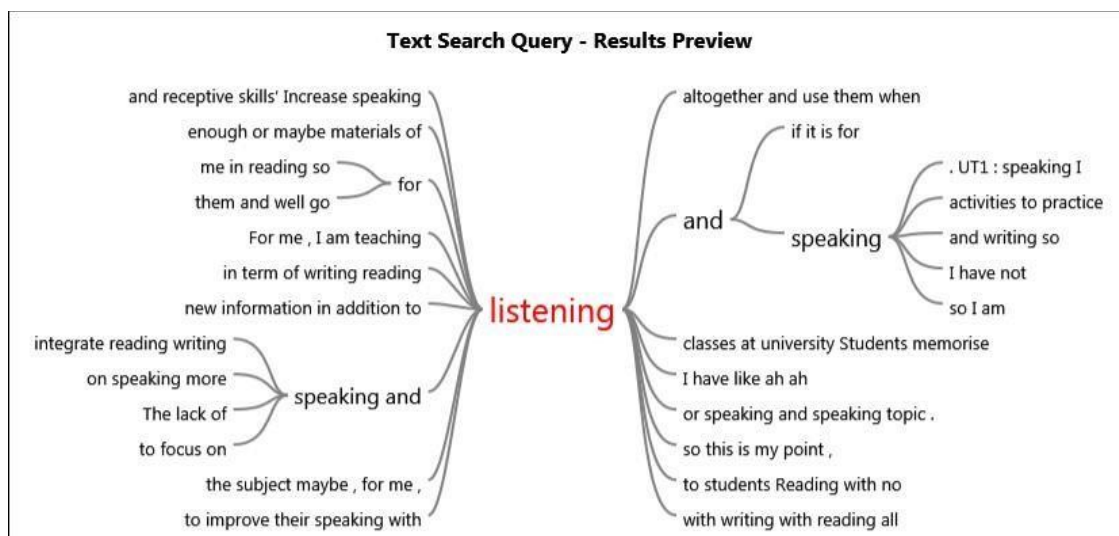 Text Search Query - Results Preview
and receptive skills' Increase speaking
enough or maybe materials of
me in reading so
them and well go
for
For me , I am teaching
in term of writing reading
new information in addition to
integrate reading writing
on speaking more
The lack of
to focus on
speaking and
the subject maybe , for me ,
to improve their speaking with
listening
altogether and use them when
and
if it is for
speaking
. UT1 : speaking I
activities to practice
and writing so
I have not
so I am
classes at university Students memorise
I have like ah ah
or speaking and speaking topic .
so this is my point ,
to students Reading with no
with writing with reading all